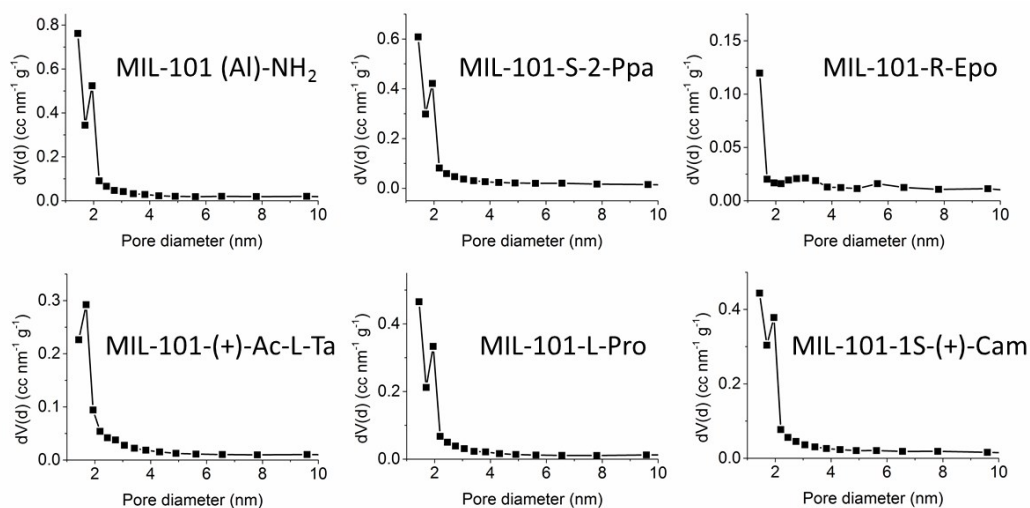 MIL-101 (Al)-NH₂
dV(d) (cc nm⁻¹ g⁻¹)
0.8
0.6
0.4
0.2
0.0
2 4 6 8 10
Pore diameter (nm)
MIL-101-S-2-Ppa
dV(d) (cc nm⁻¹ g⁻¹)
0.6
0.4
0.2
0.0
2 4 6 8 10
Pore diameter (nm)
MIL-101-R-Epo
dV(d) (cc nm⁻¹ g⁻¹)
0.15
0.10
0.05
0.00
2 4 6 8 10
Pore diameter (nm)
MIL-101-(+)-Ac-L-Ta
dV(d) (cc nm⁻¹ g⁻¹)
0.3
0.2
0.1
0.0
2 4 6 8 10
Pore diameter (nm)
MIL-101-L-Pro
dV(d) (cc nm⁻¹ g⁻¹)
0.4
0.2
0.0
2 4 6 8 10
Pore diameter (nm)
MIL-101-1S-(+)-Cam
dV(d) (cc nm⁻¹ g⁻¹)
0.4
0.2
0.0
2 4 6 8 10
Pore diameter (nm)